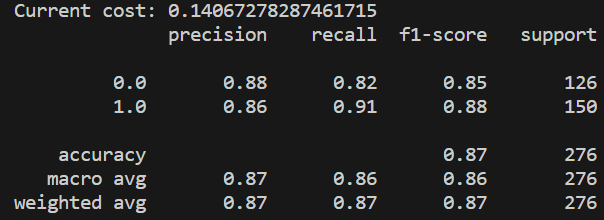 Current cost: 0.14067278287461715
precision recall f1-score support
0.0 0.88 0.82 0.85 126
1.0 0.86 0.91 0.88 150
accuracy 0.87 276
macro avg 0.87 0.86 0.86 276
weighted avg 0.87 0.87 0.87 276